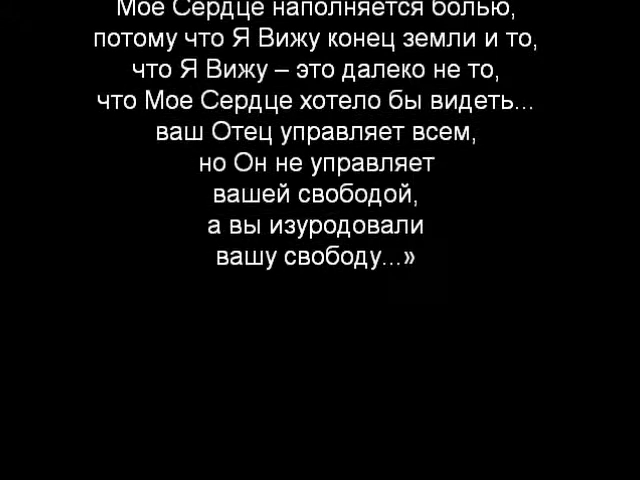 Мое Сердце наполняется болью,
потому что Я Вижу конец земли и то,
что Я Вижу – это далеко не то,
что Мое Сердце хотело бы видеть...
ваш Отец управляет всем,
но Он не управляет
вашей свободой,
а вы изуродовали
вашу свободу...»